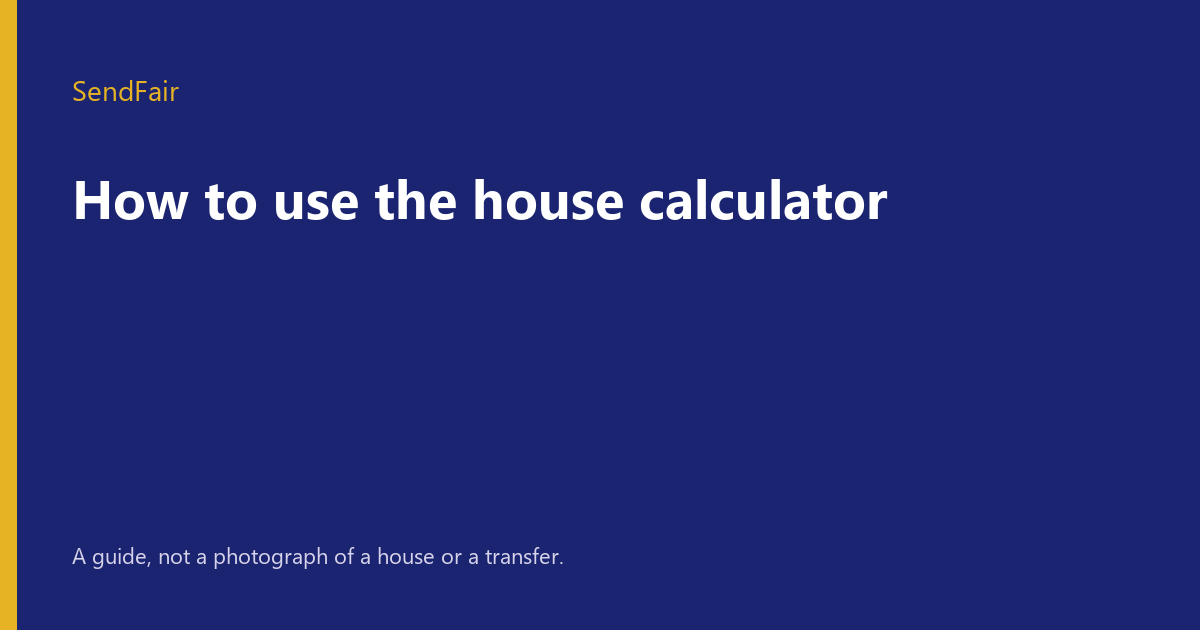 SendFair
How to use the house calculator
A guide, not a photograph of a house or a transfer.